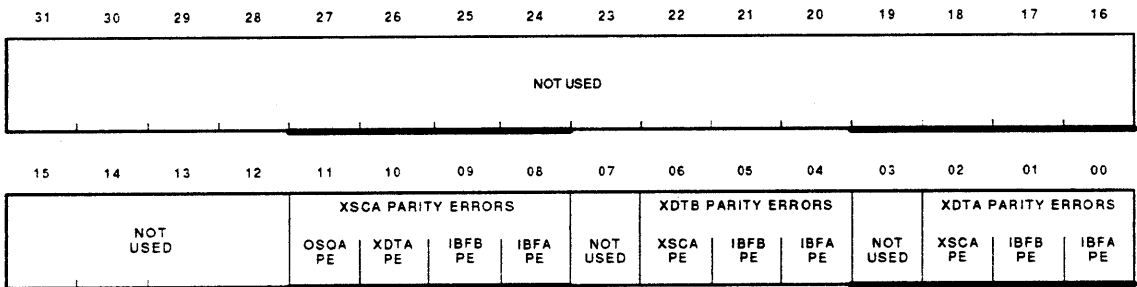 31 30 29 28 27 26 25 24 23 22 21 20 19 18 17 16
NOT USED
15 14 13 12 11 10 09 08 07 06 05 04 03 02 01 00
XSCA PARITY ERRORS XDTB PARITY ERRORS XDTA PARITY ERRORS
NOT USED
OSQA PE
XDTA PE
IBFB PE
IBFA PE
NOT USED
XSCA PE
IBFB PE
IBFA PE
NOT USED
XSCA PE
IBFB PE
IBFA PE